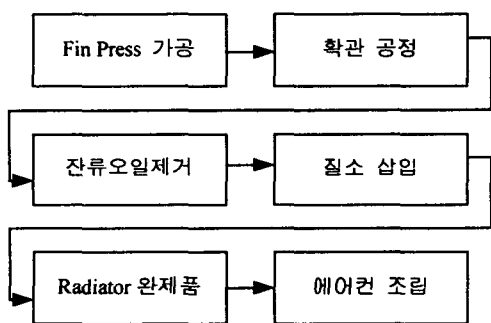 Fin Press 가공
확관 공정
잔류오일제거
질소 삽입
Radiator 완제품
에어컨 조립